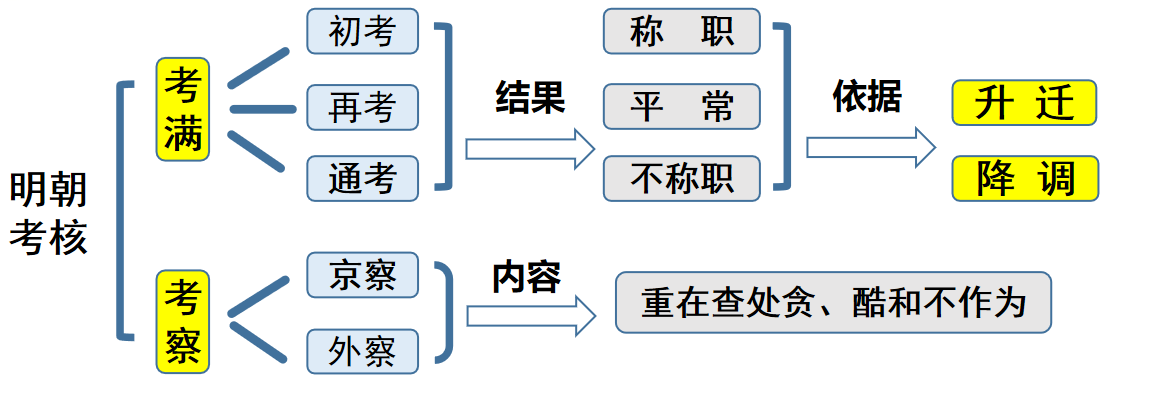 明朝
考核
考
满
初考
再考
通考
结果
称 职
平 常
不称职
依据
升 迁
降 调
考
察
京察
外察
内容
重在查处贪、酷和不作为